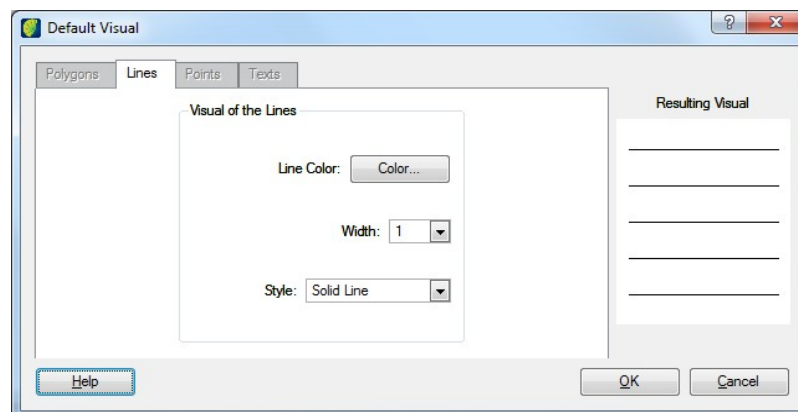 Default Visual
Polygons Lines Points Texts
Visual of the Lines
Line Color: Color...
Width: 1
Style: Solid Line
Resulting Visual
Help OK Cancel